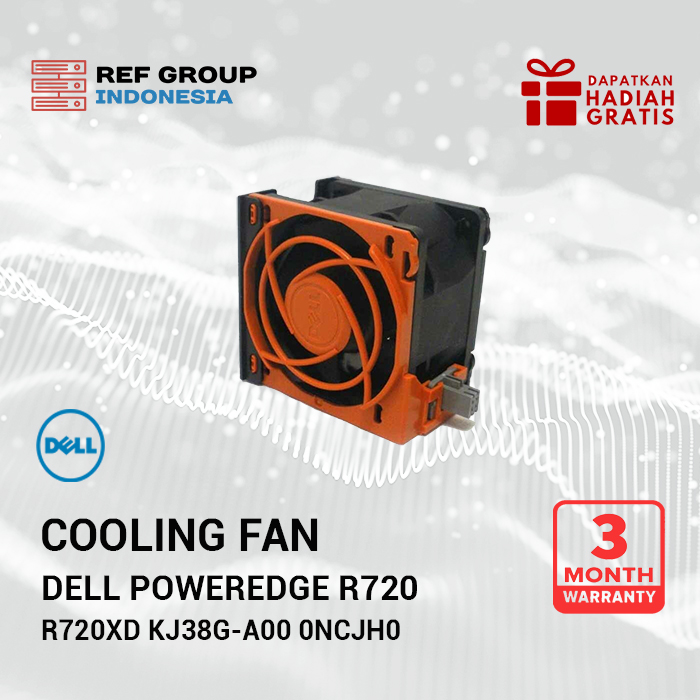 REF GROUP
INDONESIA
DAPATKAN
HADIAH
GRATIS
DELL
DELL
COOLING FAN
DELL POWEREDGE R720
R720XD KJ38G-A00 0NCJH0
3
MONTH
WARRANTY